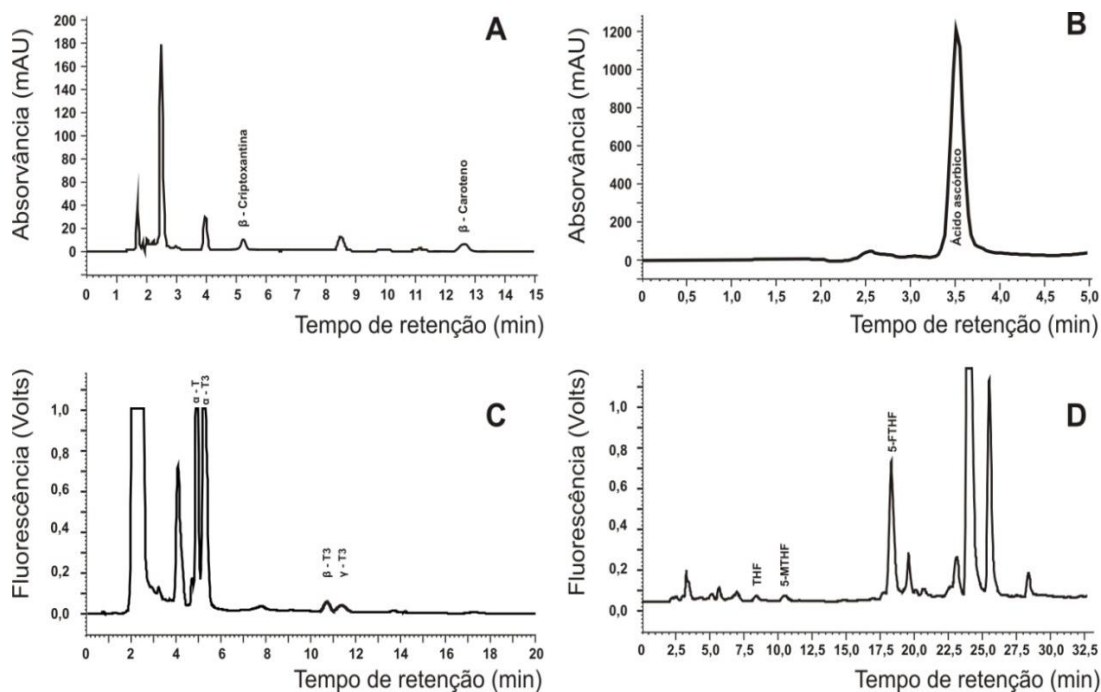 A
Absorvância (mAU)
200
180
160
140
120
100
80
60
40
20
0
β - Criptoxantina
β - Caroteno
0 1 2 3 4 5 6 7 8 9 10 11 12 13 14 15
Tempo de retenção (min)
B
Absorvância (mAU)
1200
1000
800
600
400
200
0
Ácido ascórbico
0 0,5 1,0 1,5 2,0 2,5 3,0 3,5 4,0 4,5 5,0
Tempo de retenção (min)
C
Fluorescência (Volts)
1,0
0,8
0,6
0,4
0,2
0,0
α - T
α - T3
β - T3
γ - T3
0 2 4 6 8 10 12 14 16 18 20
Tempo de retenção (min)
D
Fluorescência (Volts)
1,0
0,8
0,6
0,4
0,2
0,0
THF
5-MTHF
5-FTHF
0 2,5 5,0 7,5 10,0 12,5 15,0 17,5 20,0 22,5 25,0 27,5 30,0 32,5
Tempo de retenção (min)